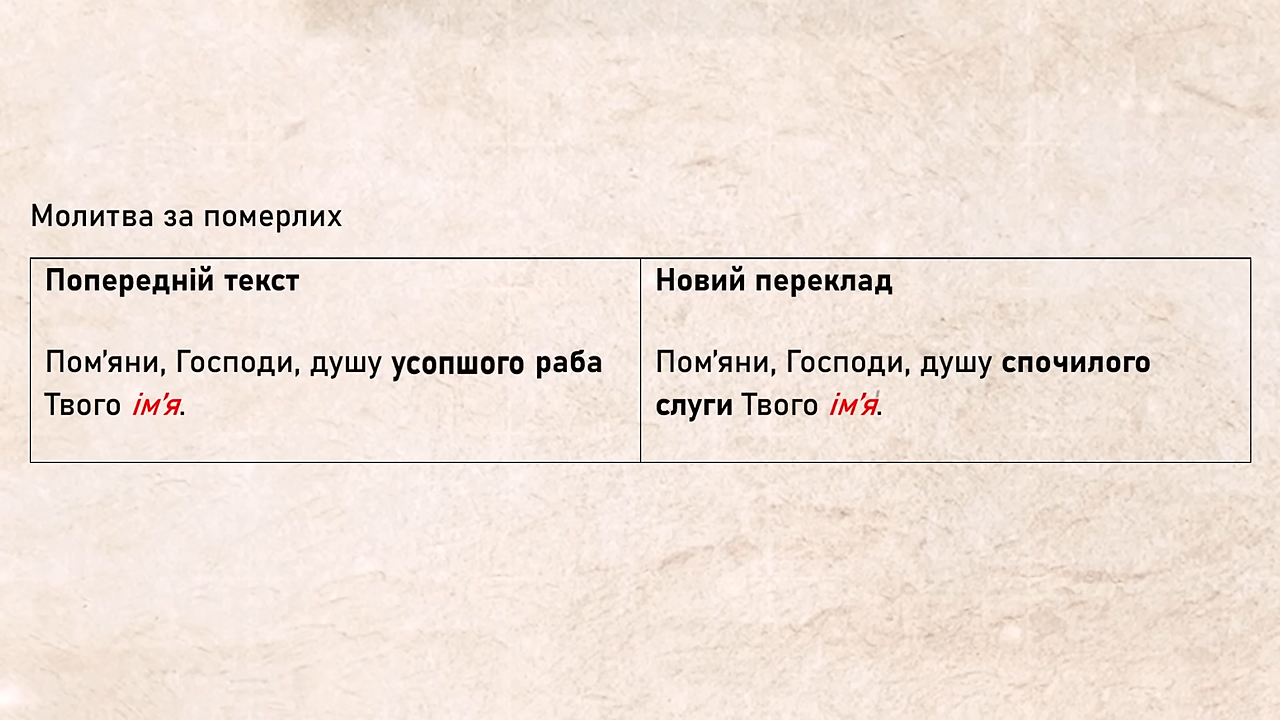 Молитва за померлих
Попередній текст
Пом’яни, Господи, душу усопшого раба
Твого ім’я.
Новий переклад
Пом’яни, Господи, душу спочилого
слуги Твого ім’я.